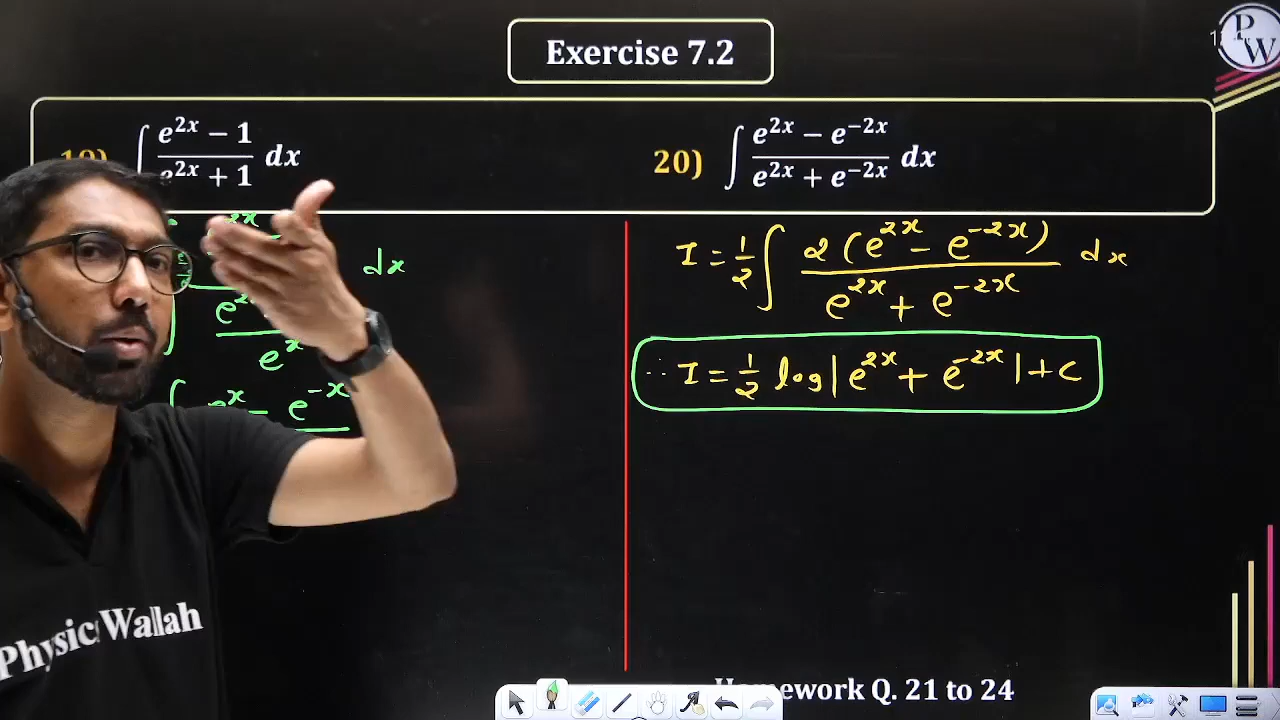 Exercise 7.2
PW
19) ∫ (e^{2x} − 1)/(e^{2x} + 1) dx
20) ∫ (e^{2x} − e^{−2x})/(e^{2x} + e^{−2x}) dx
dx
e^x
e^x − e^{−x}
I = 1/2 ∫ 2(e^{2x} − e^{−2x})/(e^{2x} + e^{−2x}) dx
∴ I = 1/2 log|e^{2x} + e^{−2x}| + c
Physics Wallah
Homework Q. 21 to 24